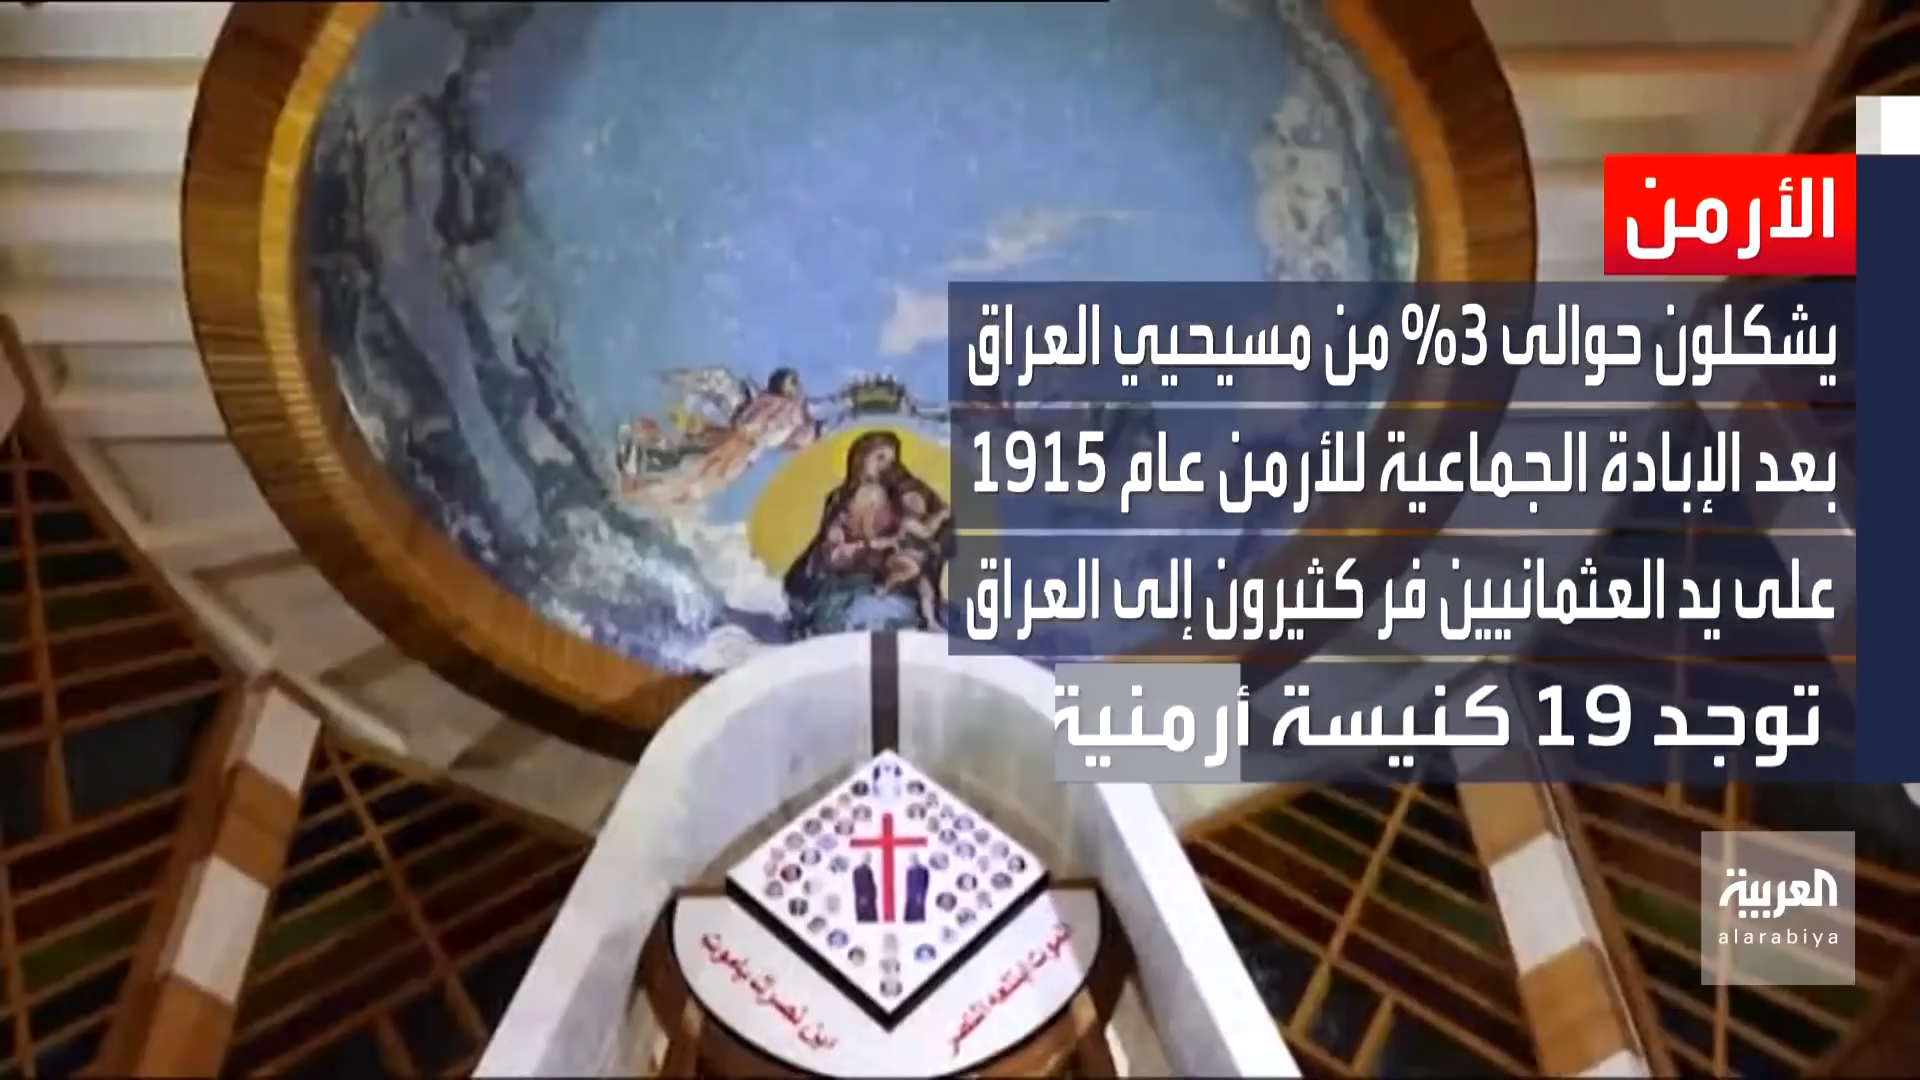 الأرمن
يشكلون حوالى 3% من مسيحيي العراق
بعد الإبادة الجماعية للأرمن عام 1915
على يد العثمانيين فر كثيرون إلى العراق
توجد 19 كنيسة أرمنية
العربية
alarabiya